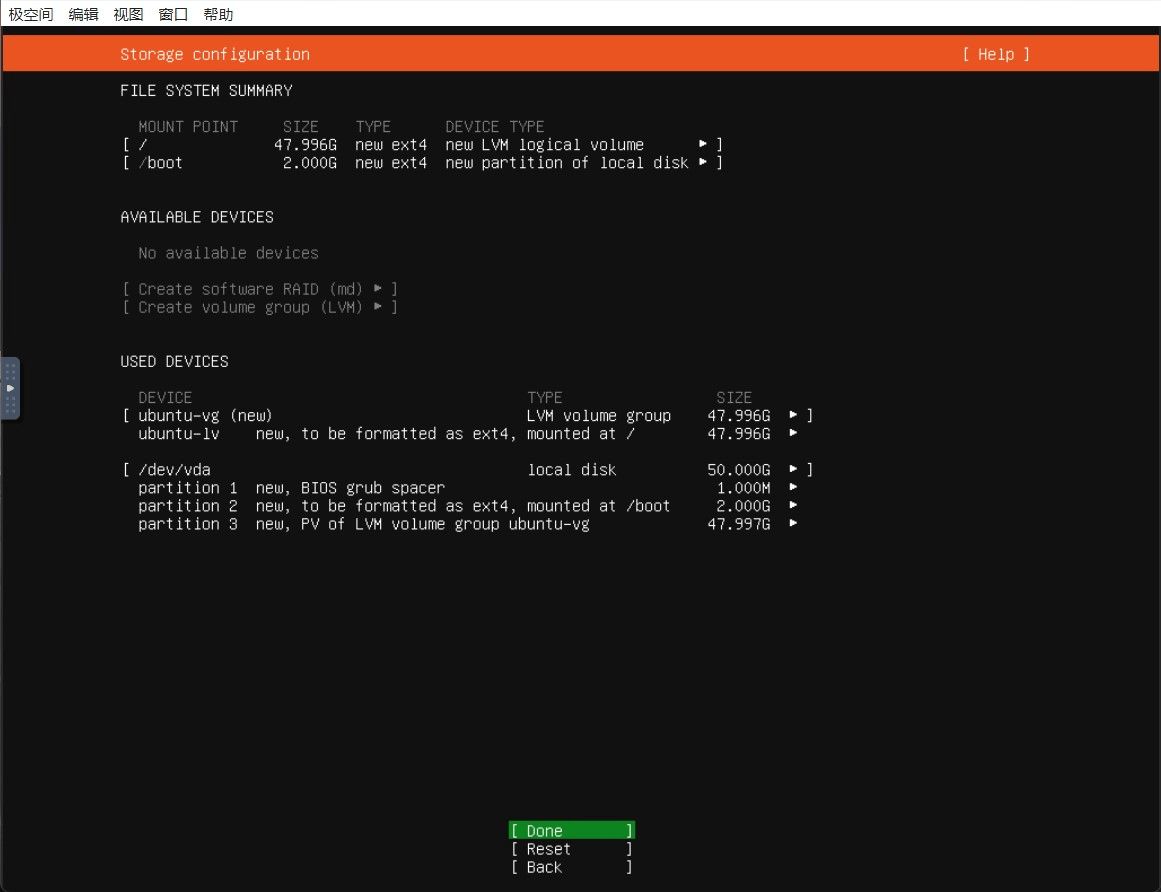 极空间 编辑 视图 窗口 帮助
Storage configuration [ Help ]
FILE SYSTEM SUMMARY
MOUNT POINT SIZE TYPE DEVICE TYPE
[ / 47.996G new ext4 new LVM logical volume ▸ ]
[ /boot 2.000G new ext4 new partition of local disk ▸ ]
AVAILABLE DEVICES
No available devices
[ Create software RAID (md) ▸ ]
[ Create volume group (LVM) ▸ ]
USED DEVICES
DEVICE TYPE SIZE
[ ubuntu-vg (new) LVM volume group 47.996G ▸ ]
ubuntu-lv new, to be formatted as ext4, mounted at / 47.996G ▸
[ /dev/vda local disk 50.000G ▸ ]
partition 1 new, BIOS grub spacer 1.000M ▸
partition 2 new, to be formatted as ext4, mounted at /boot 2.000G ▸
partition 3 new, PV of LVM volume group ubuntu-vg 47.997G ▸
[ Done ]
[ Reset ]
[ Back ]